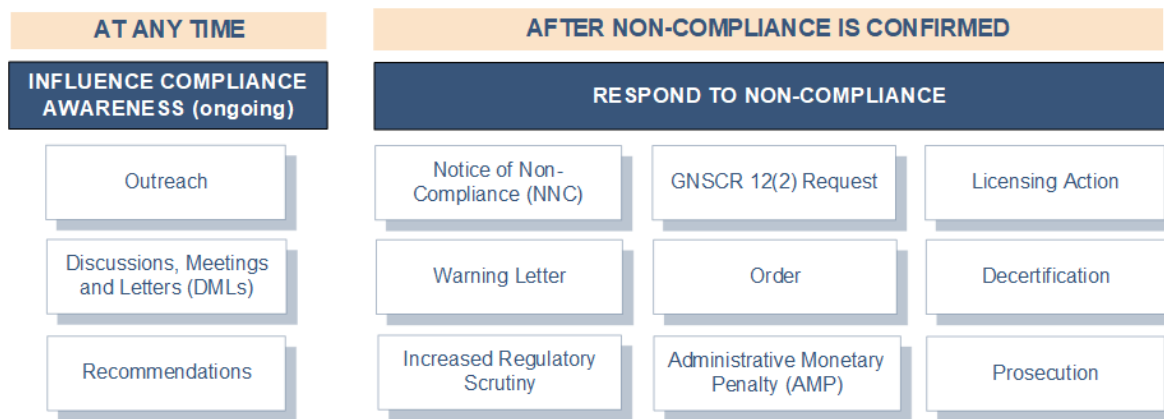 AT ANY TIME
AFTER NON-COMPLIANCE IS CONFIRMED
INFLUENCE COMPLIANCE
AWARENESS (ongoing)
RESPOND TO NON-COMPLIANCE
Outreach
Notice of Non-
Compliance (NNC)
GNSCR 12(2) Request
Licensing Action
Discussions, Meetings
and Letters (DMLs)
Warning Letter
Order
Decertification
Recommendations
Increased Regulatory
Scrutiny
Administrative Monetary
Penalty (AMP)
Prosecution